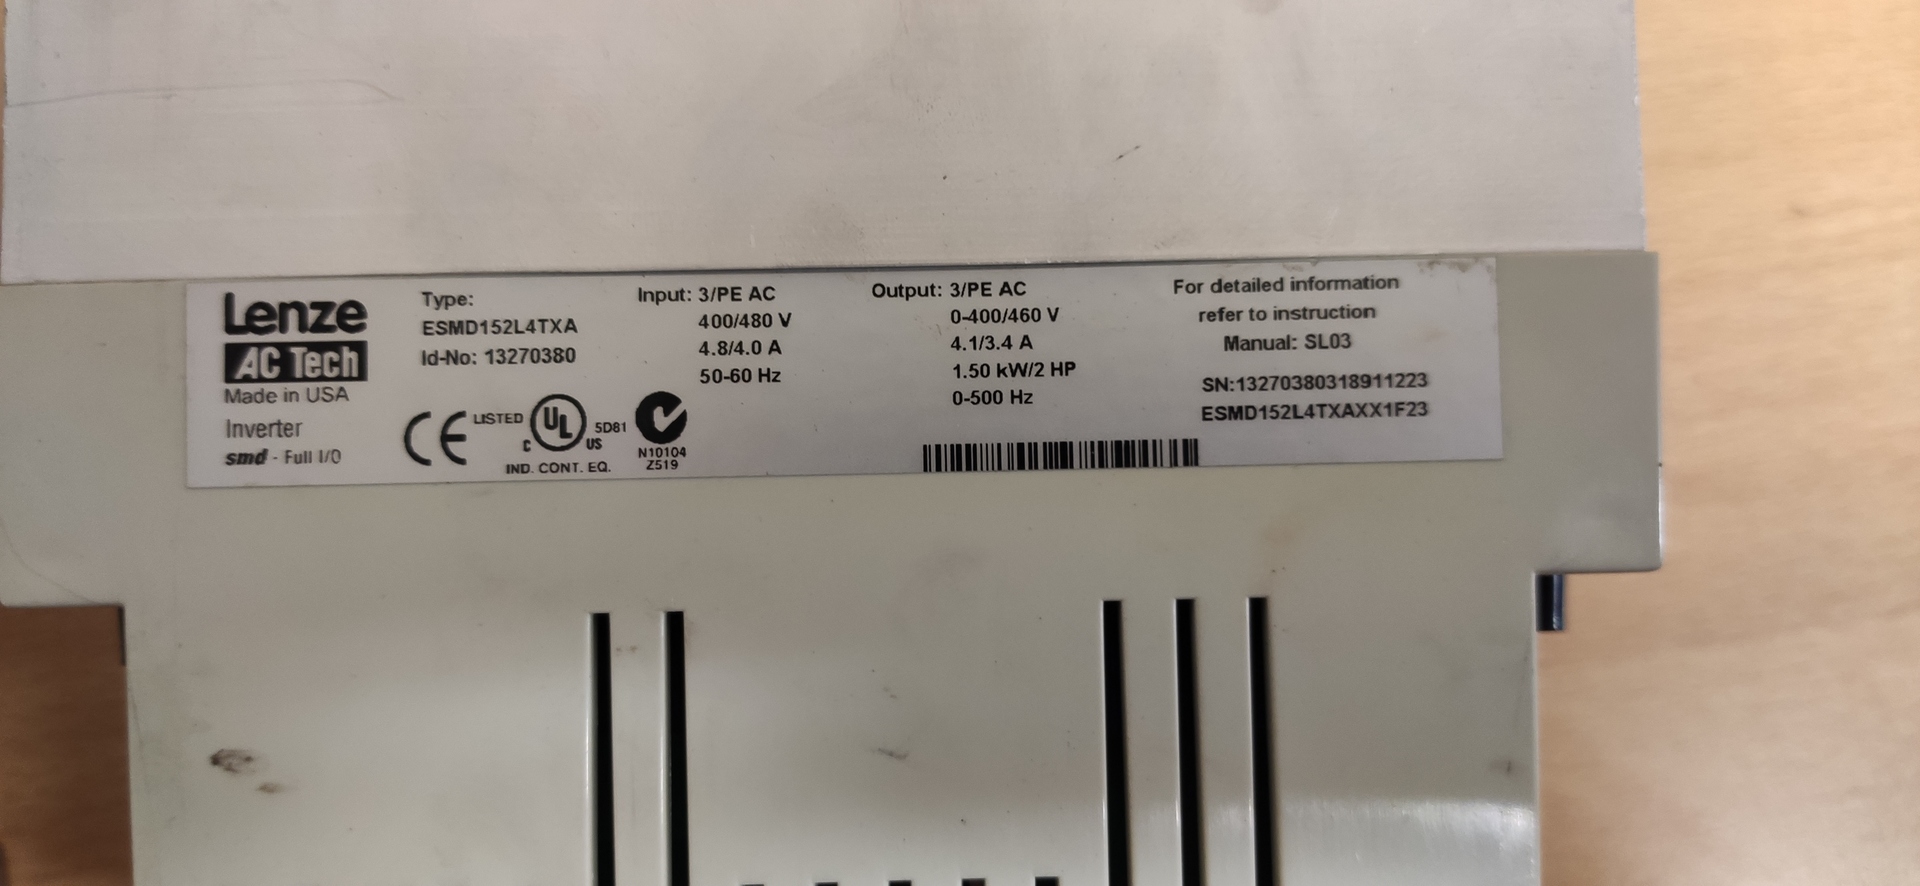 Lenze
AC Tech
Made in USA
Inverter
smd - Full I/O
Type:
ESMD152L4TXA
Id-No: 13270380
CE
LISTED
UL
C
US
5D81
IND. CONT. EQ.
N10104
Z519
Input: 3/PE AC
400/480 V
4.8/4.0 A
50-60 Hz
Output: 3/PE AC
0-400/460 V
4.1/3.4 A
1.50 kW/2 HP
0-500 Hz
For detailed information
refer to instruction
Manual: SL03
SN:13270380318911223
ESMD152L4TXAXX1F23